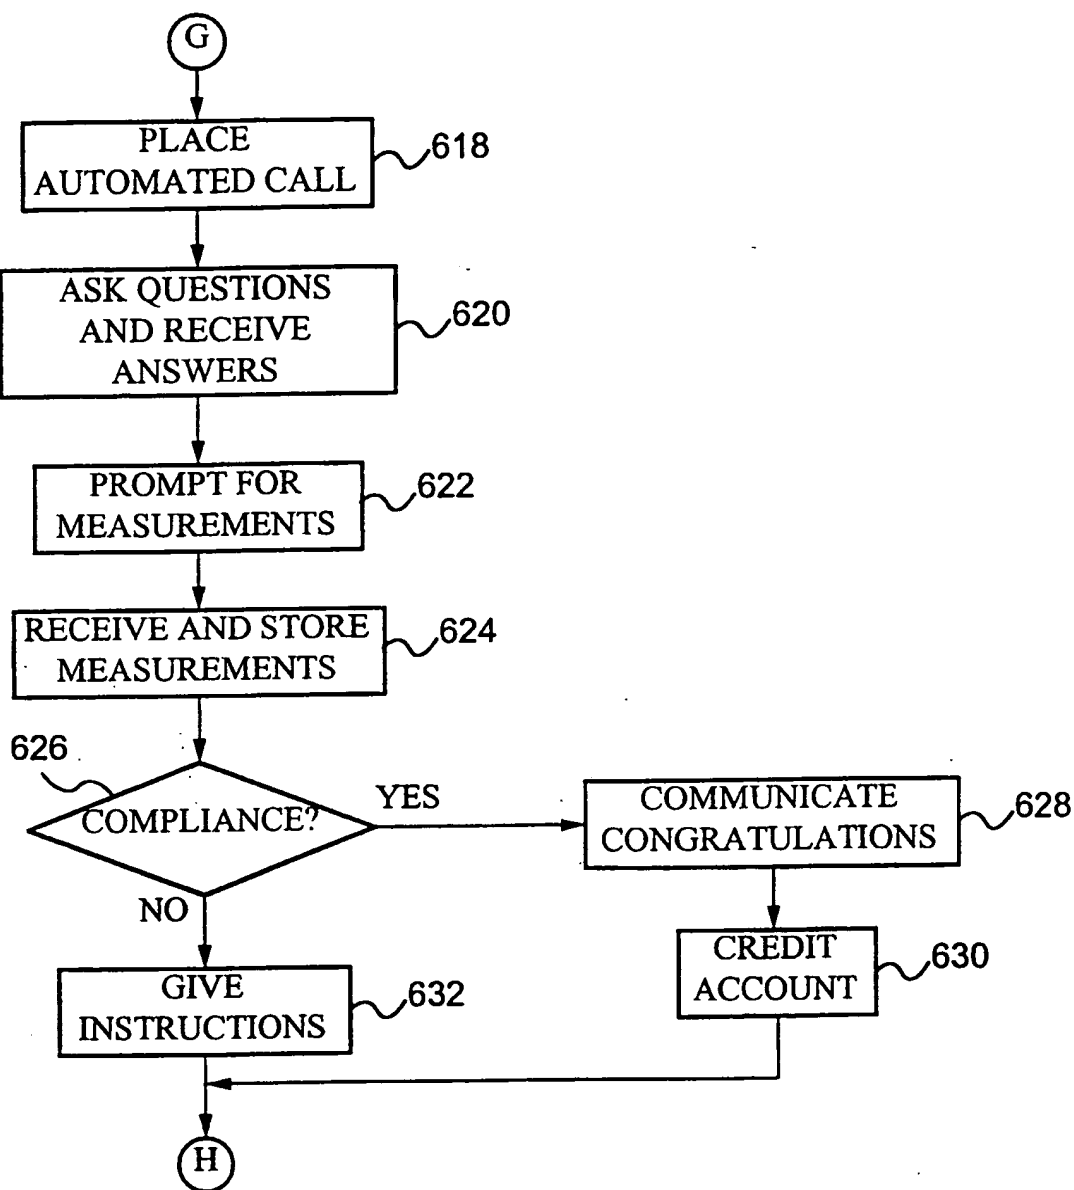 G
PLACE
AUTOMATED CALL
618
ASK QUESTIONS
AND RECEIVE
ANSWERS
620
PROMPT FOR
MEASUREMENTS
622
RECEIVE AND STORE
MEASUREMENTS
624
626
COMPLIANCE?
YES
COMMUNICATE
CONGRATULATIONS
628
NO
CREDIT
ACCOUNT
630
GIVE
INSTRUCTIONS
632
H